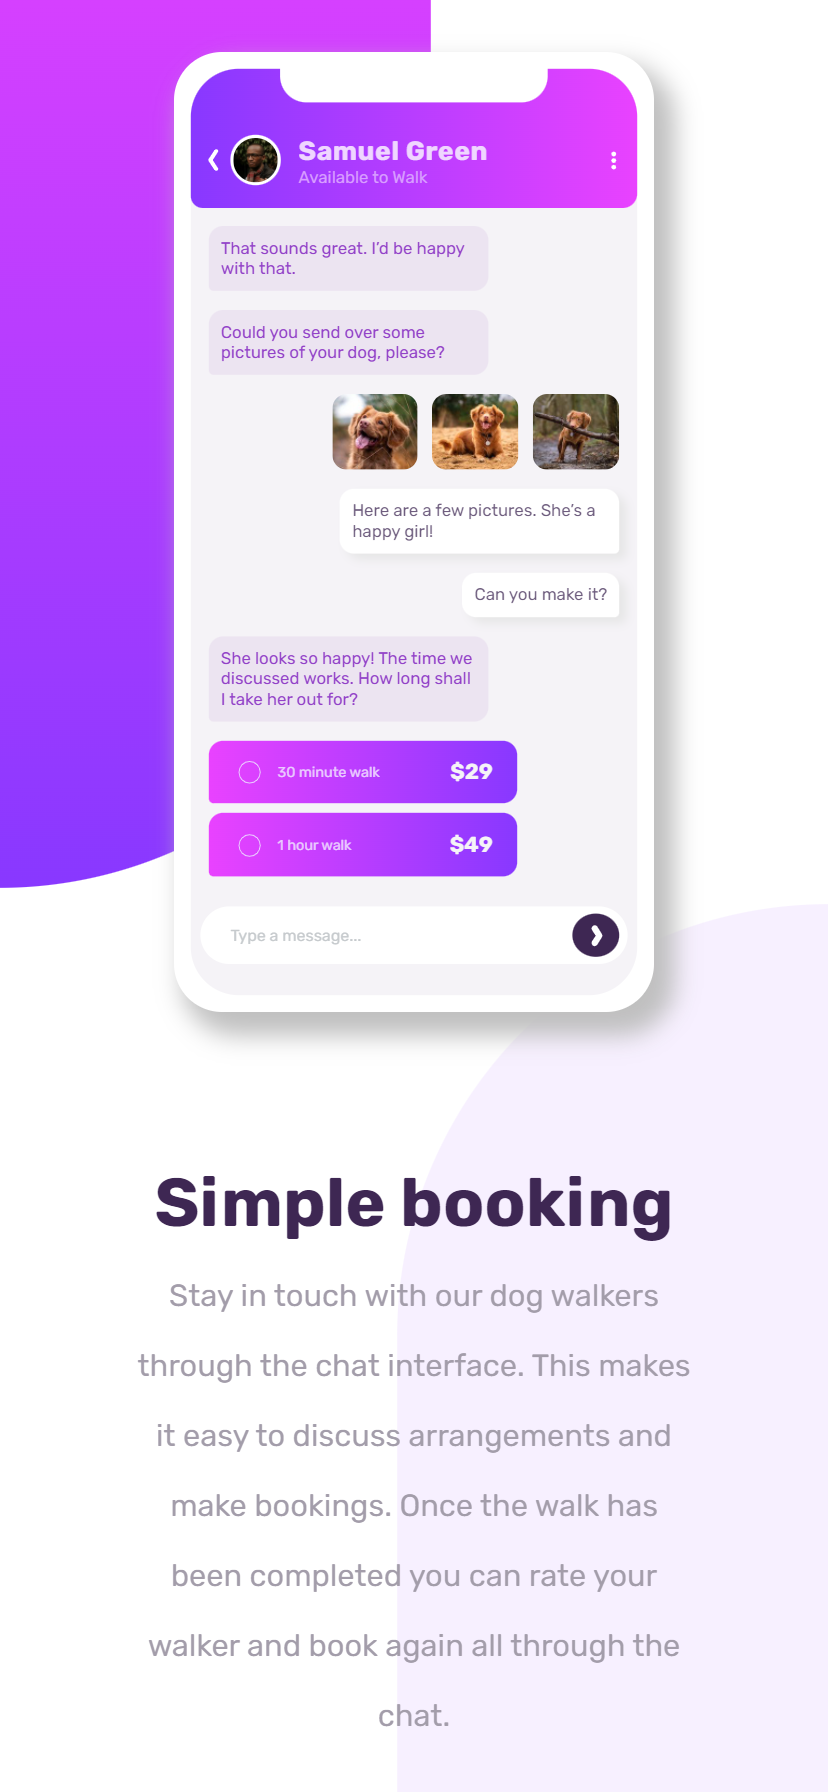 Samuel Green
Available to Walk
That sounds great. I’d be happy
with that.
Could you send over some
pictures of your dog, please?
Here are a few pictures. She’s a
happy girl!
Can you make it?
She looks so happy! The time we
discussed works. How long shall
I take her out for?
30 minute walk $29
1 hour walk $49
Type a message...
Simple booking
Stay in touch with our dog walkers
through the chat interface. This makes
it easy to discuss arrangements and
make bookings. Once the walk has
been completed you can rate your
walker and book again all through the
chat.